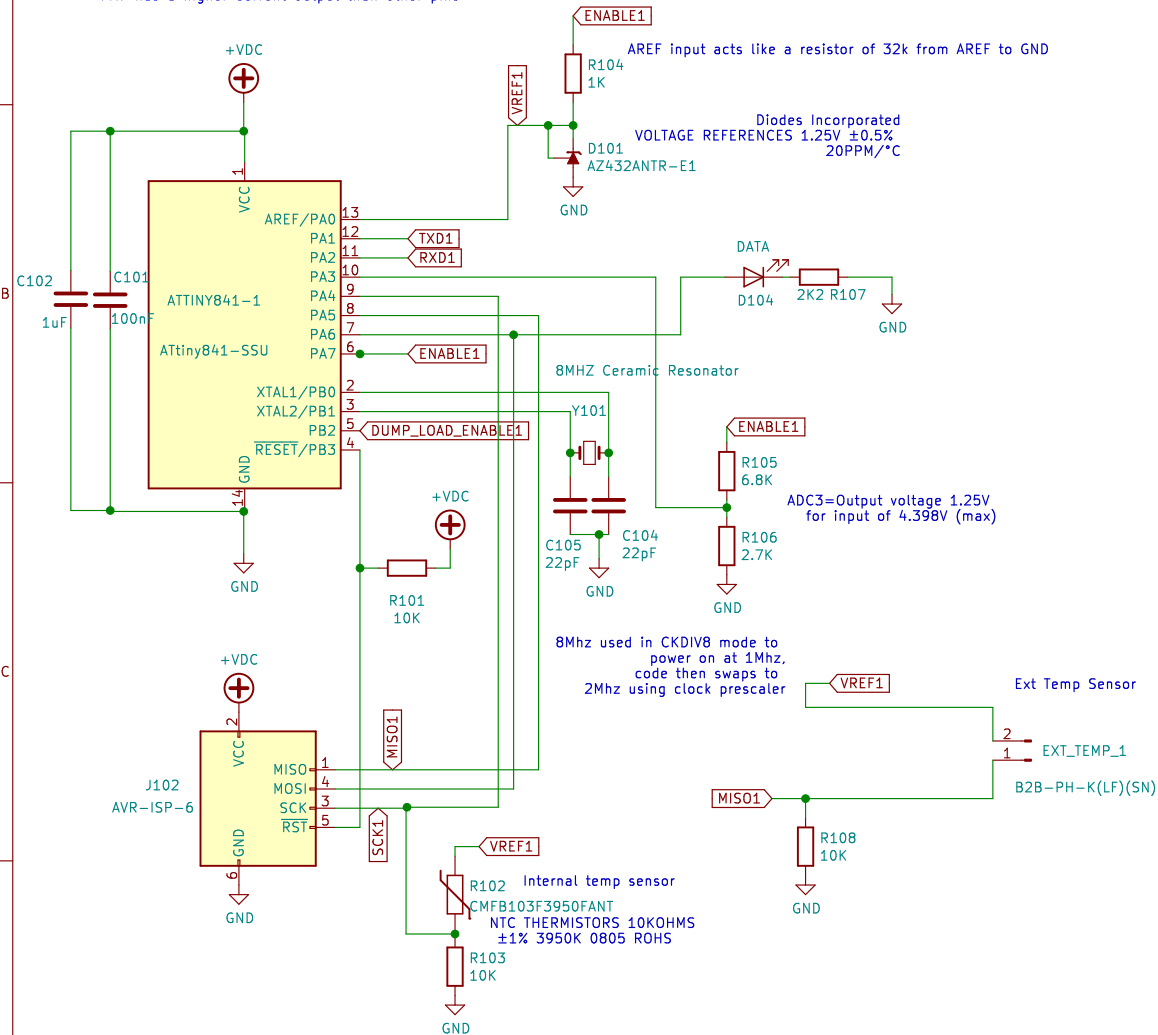 ENABLE1
AREF input acts like a resistor of 32k from AREF to GND
+VDC
R104
1K
VREF1
Diodes Incorporated
VOLTAGE REFERENCES 1.25V ±0.5%
20PPM/°C
D101
AZ432ANTR-E1
GND
1
VCC
AREF/PA0 13
PA1 12
TXD1
PA2 11
RXD1
PA3 10
PA4 9
PA5 8
PA6 7
PA7 6
ENABLE1
XTAL1/PB0 2
XTAL2/PB1 3
PB2 5
DUMP_LOAD_ENABLE1
RESET/PB3 4
GND
14
ATTINY841-1
ATtiny841-SSU
B
C102
1uF
C101
100nF
GND
DATA
D104
2K2 R107
GND
8MHZ Ceramic Resonator
Y101
C105
22pF
C104
22pF
GND
ENABLE1
R105
6.8K
ADC3=Output voltage 1.25V
for input of 4.398V (max)
R106
2.7K
GND
+VDC
R101
10K
8Mhz used in CKDIV8 mode to
power on at 1Mhz,
code then swaps to
2Mhz using clock prescaler
C
+VDC
2
VCC
MISO 1
MOSI 4
SCK 3
RST 5
GND
6
GND
J102
AVR-ISP-6
MISO1
SCK1
VREF1
R102
Internal temp sensor
CMFB103F3950FANT
NTC THERMISTORS 10KOHMS
±1% 3950K 0805 ROHS
R103
10K
GND
VREF1
Ext Temp Sensor
2
1
EXT_TEMP_1
B2B-PH-K(LF)(SN)
MISO1
R108
10K
GND